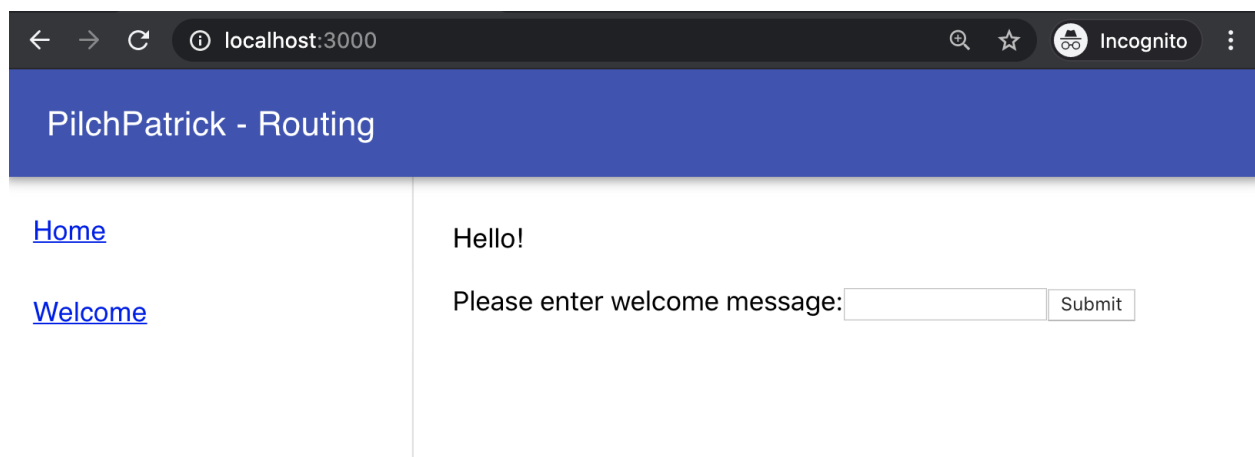 localhost:3000
Incognito
PilchPatrick - Routing
Home
Hello!
Welcome
Please enter welcome message:
Submit